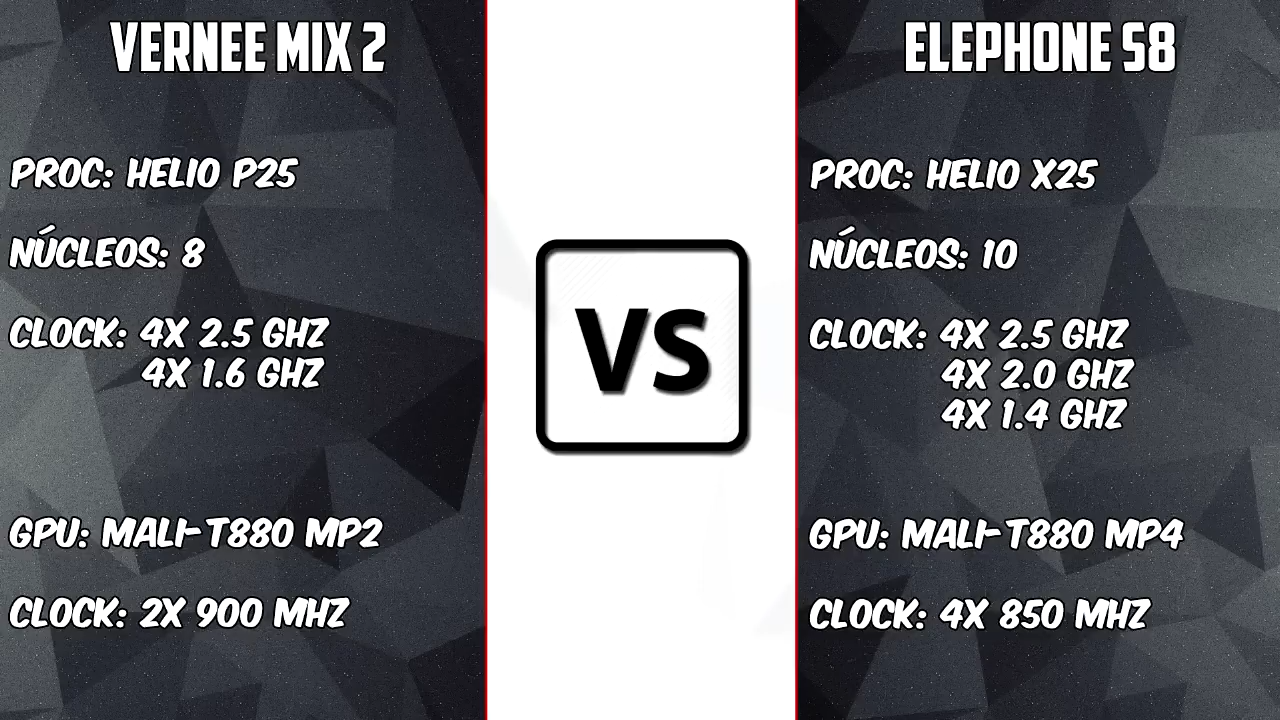 VERNEE MIX 2
PROC: HELIO P25
NÚCLEOS: 8
CLOCK: 4X 2.5 GHZ
4X 1.6 GHZ
GPU: MALI-T880 MP2
CLOCK: 2X 900 MHZ
VS
ELEPHONE S8
PROC: HELIO X25
NÚCLEOS: 10
CLOCK: 4X 2.5 GHZ
4X 2.0 GHZ
4X 1.4 GHZ
GPU: MALI-T880 MP4
CLOCK: 4X 850 MHZ